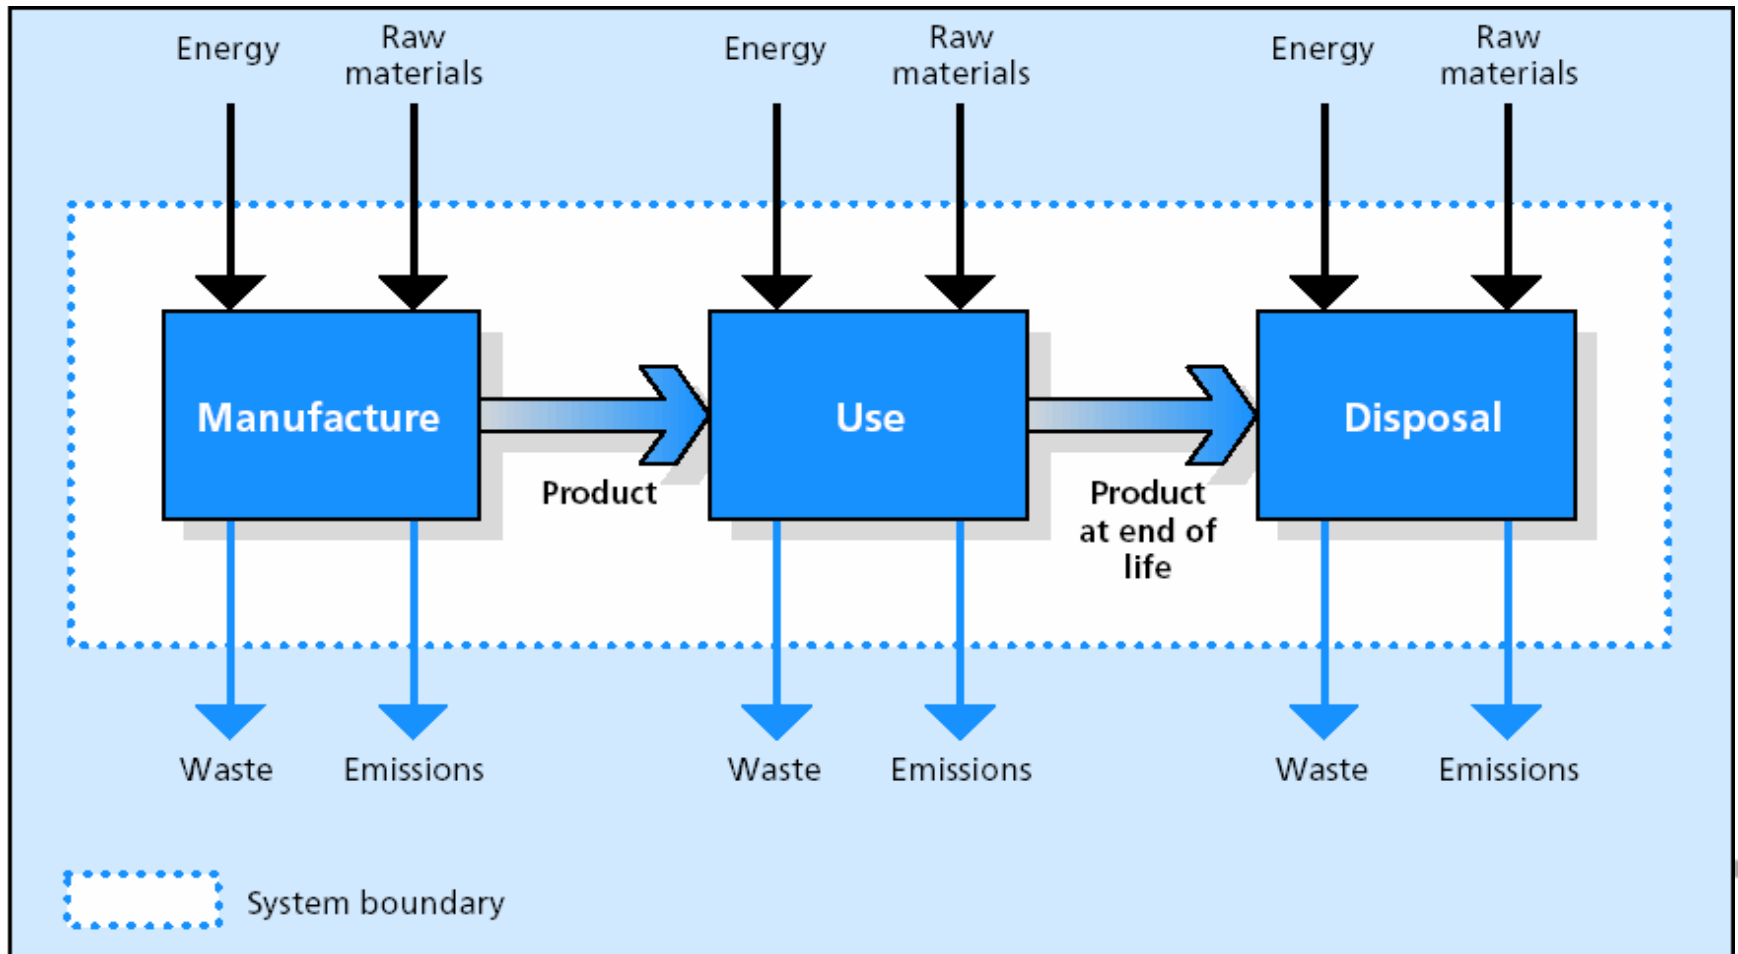 Energy
Raw
materials
Energy
Raw
materials
Energy
Raw
materials
Manufacture
Product
Use
Product
at end of
life
Disposal
Waste
Emissions
Waste
Emissions
Waste
Emissions
System boundary